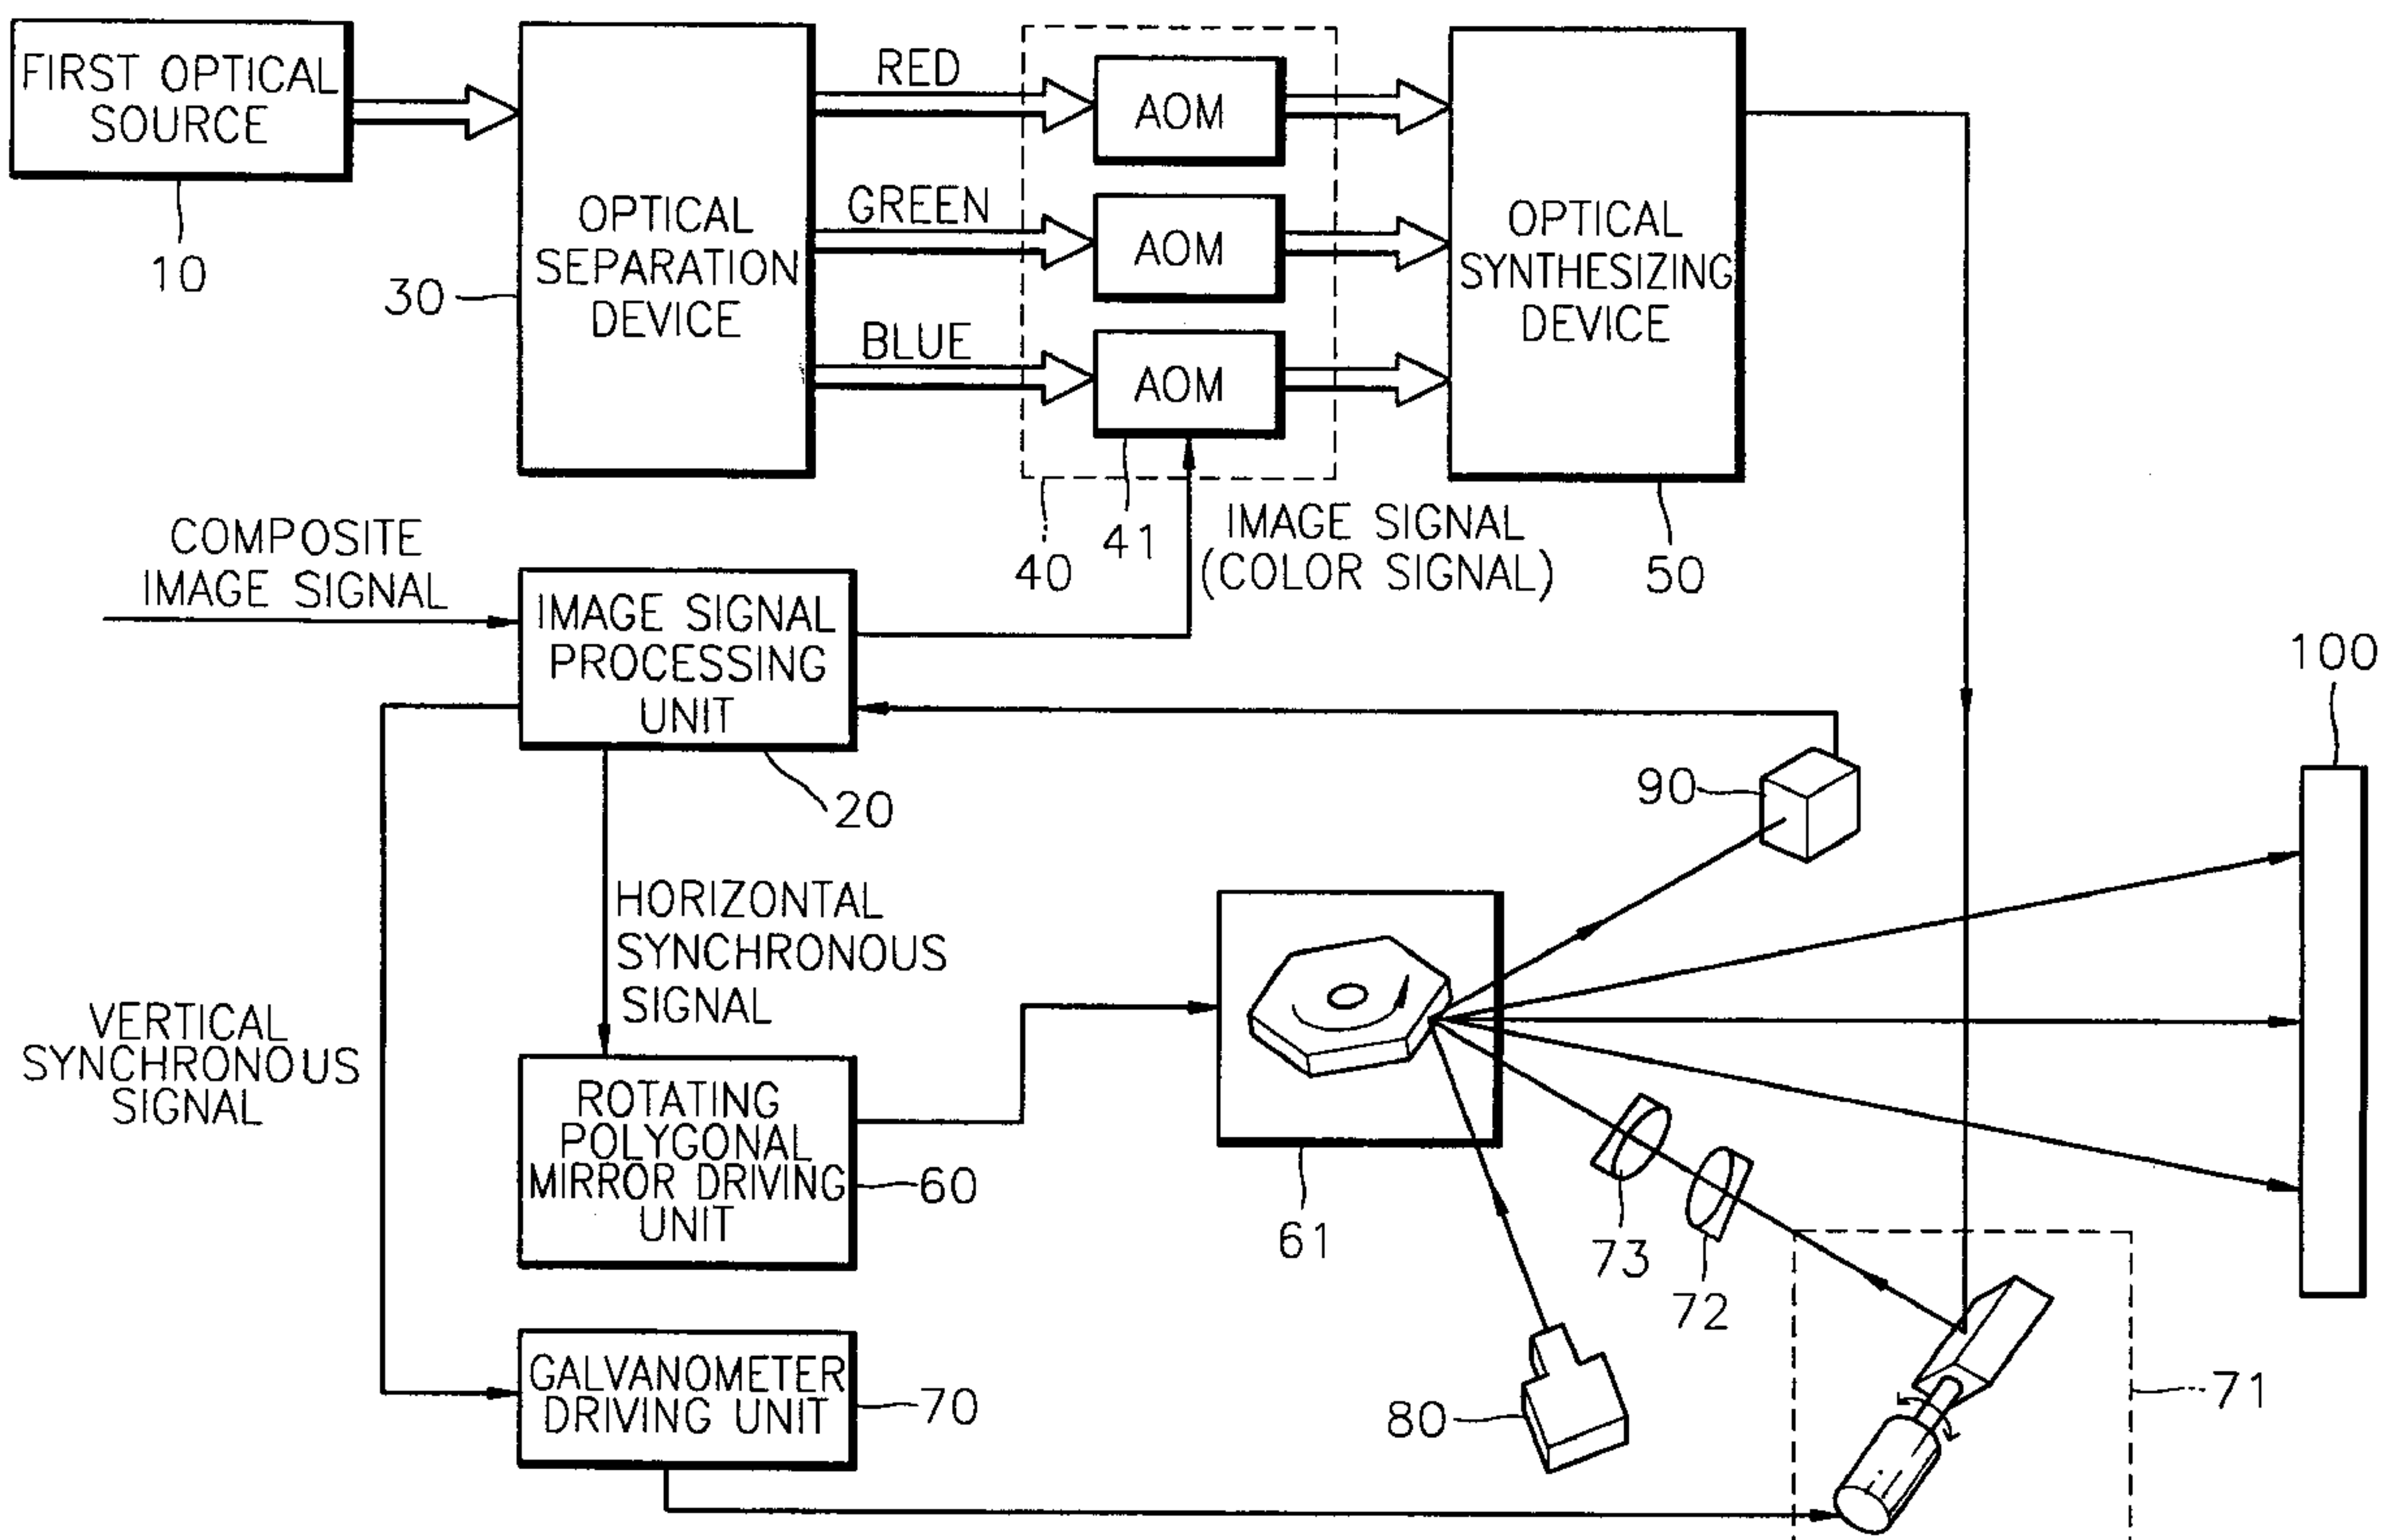 FIRST OPTICAL
SOURCE
10
OPTICAL
SEPARATION
DEVICE
30
RED
GREEN
BLUE
AOM
AOM
AOM
41
40
OPTICAL
SYNTHESIZING
DEVICE
50
IMAGE SIGNAL
(COLOR SIGNAL)
COMPOSITE
IMAGE SIGNAL
IMAGE SIGNAL
PROCESSING
UNIT
20
HORIZONTAL
SYNCHRONOUS
SIGNAL
VERTICAL
SYNCHRONOUS
SIGNAL
ROTATING
POLYGONAL
MIRROR DRIVING
UNIT
60
GALVANOMETER
DRIVING UNIT
70
61
90
100
73
72
80
71